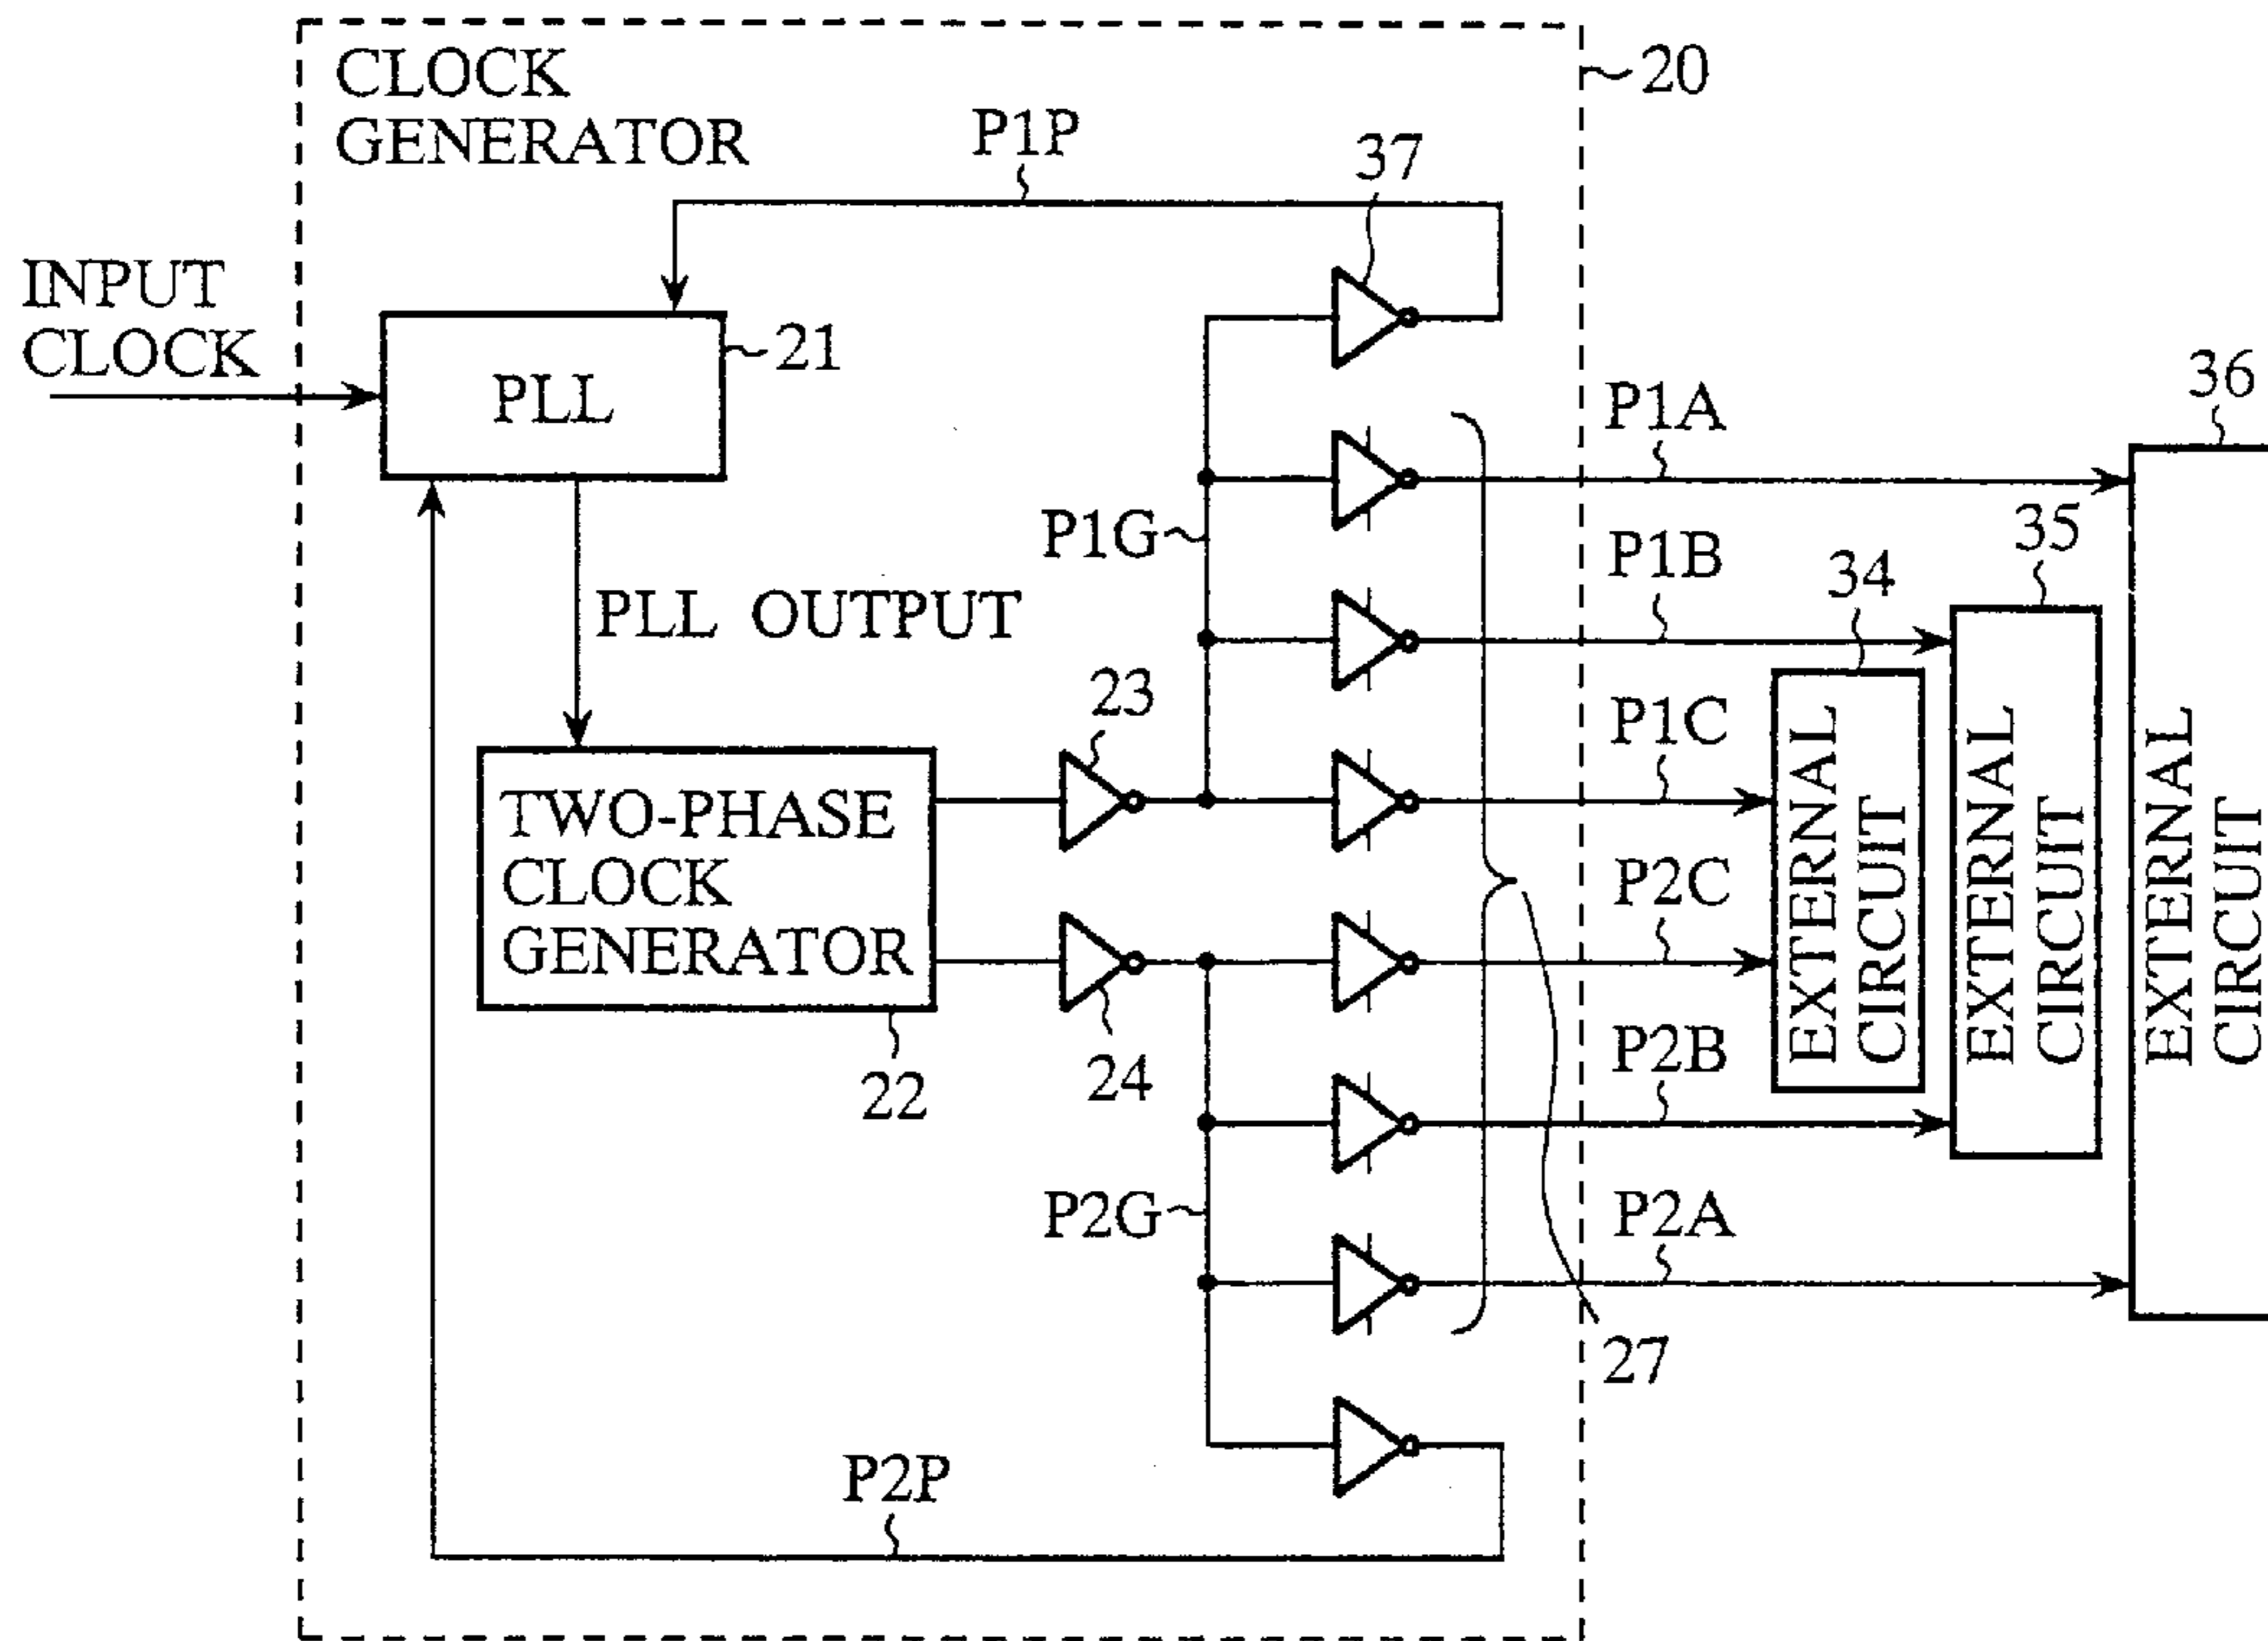 CLOCK
GENERATOR
20
P1P
37
INPUT
CLOCK
21
PLL
36
P1A
35
P1G
P1B
34
PLL OUTPUT
23
P1C
TWO-PHASE
CLOCK
GENERATOR
EXTERNAL
CIRCUIT
EXTERNAL
CIRCUIT
EXTERNAL
CIRCUIT
P2C
24
22
P2B
P2G
P2A
27
P2P